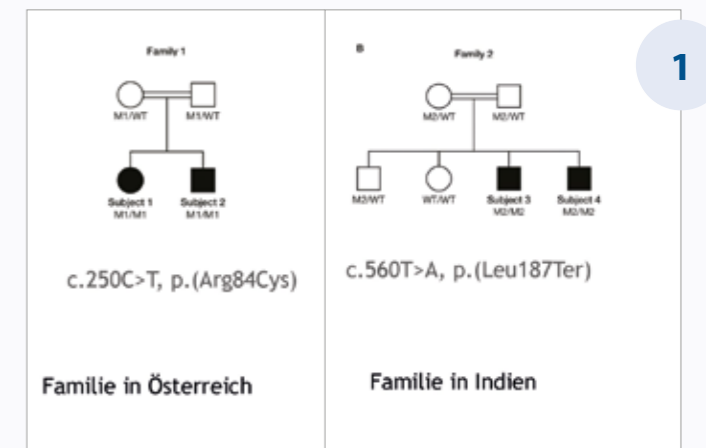 Family 1
M1/WT M1/WT
Subject 1 Subject 2
M1/M1 M1/M1
c.250C>T, p.(Arg84Cys)
Familie in Österreich
B
Family 2
M2/WT M2/WT
M2/WT WT/WT Subject 3 Subject 4
M2/M2 M2/M2
c.560T>A, p.(Leu187Ter)
Familie in Indien
1